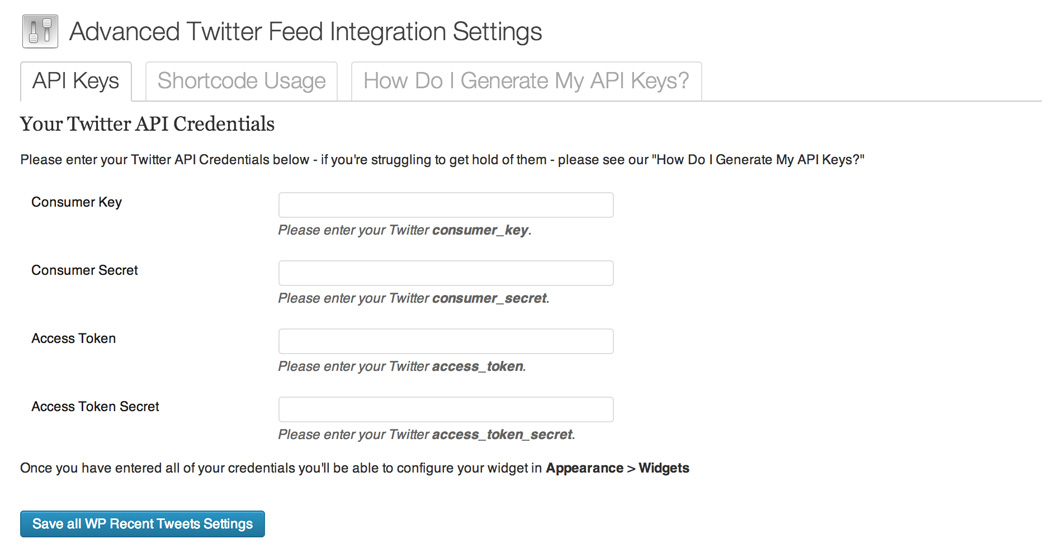 Advanced Twitter Feed Integration Settings
API Keys
Shortcode Usage
How Do I Generate My API Keys?
Your Twitter API Credentials
Please enter your Twitter API Credentials below - if you're struggling to get hold of them - please see our "How Do I Generate My API Keys?"
Consumer Key
Please enter your Twitter consumer_key.
Consumer Secret
Please enter your Twitter consumer_secret.
Access Token
Please enter your Twitter access_token.
Access Token Secret
Please enter your Twitter access_token_secret.
Once you have entered all of your credentials you'll be able to configure your widget in Appearance > Widgets
Save all WP Recent Tweets Settings